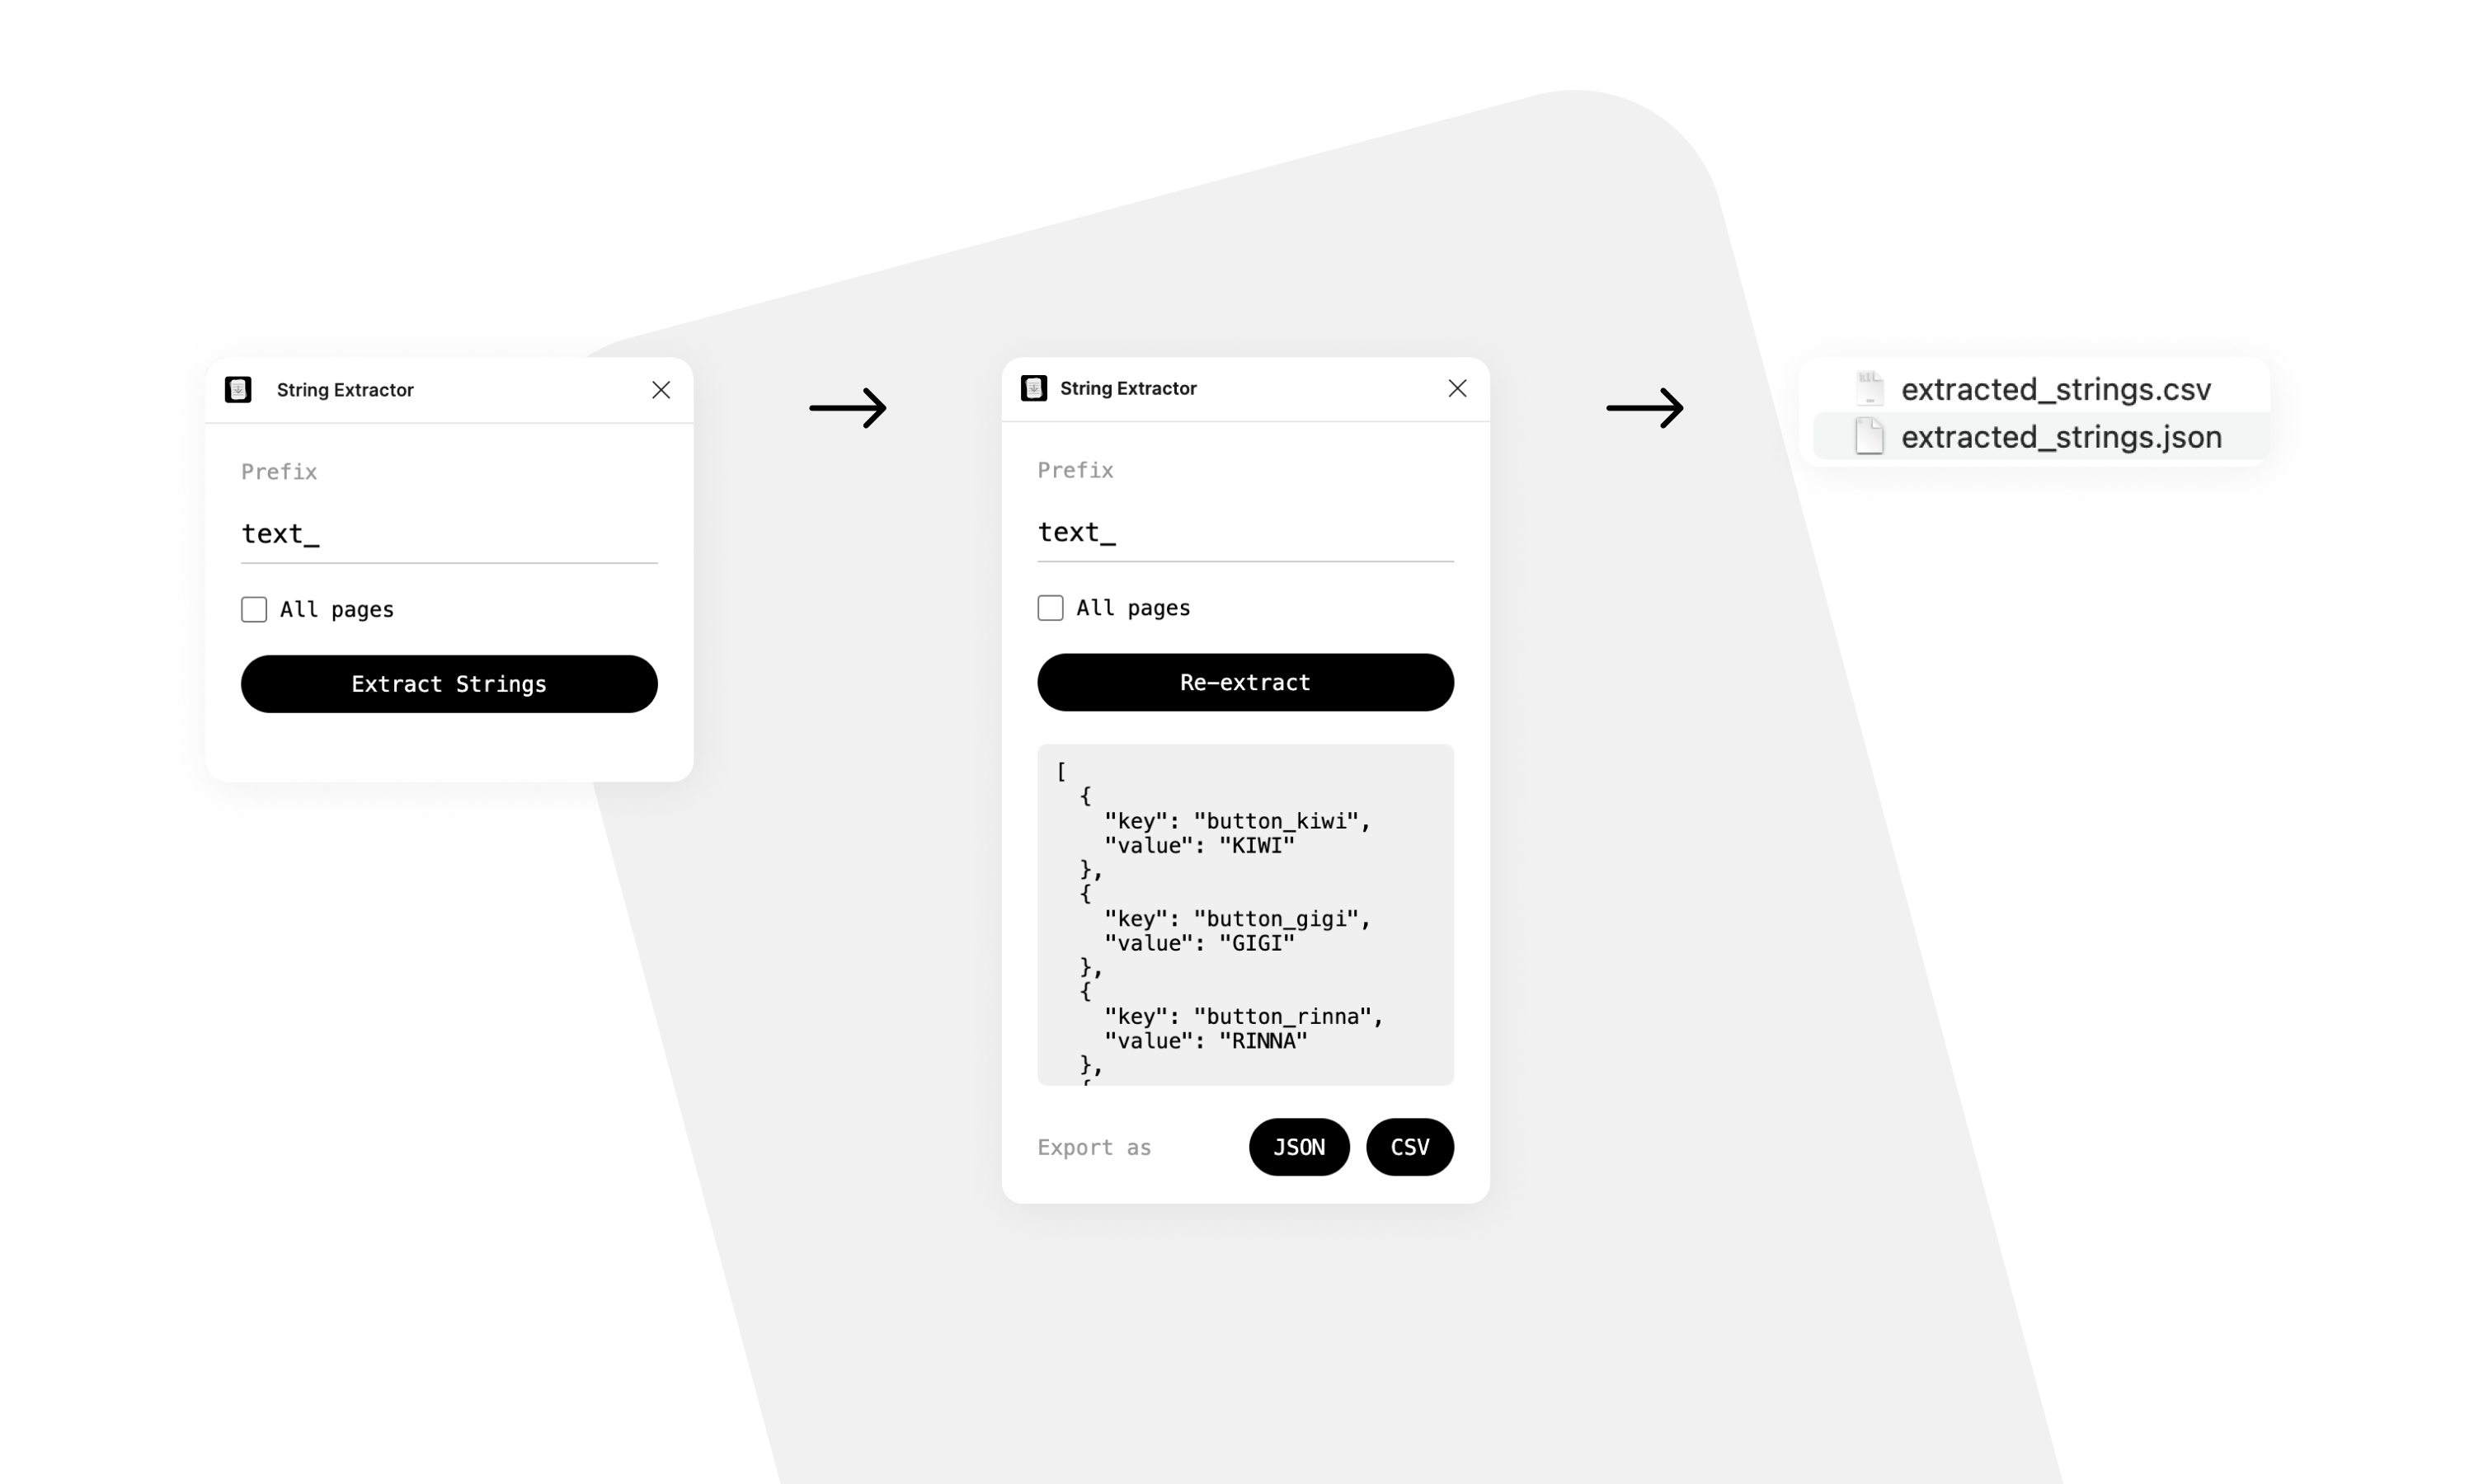 String Extractor
Prefix
text_
All pages
Extract Strings
String Extractor
Prefix
text_
All pages
Re-extract
[
  {
    "key": "button_kiwi",
    "value": "KIWI"
  },
  {
    "key": "button_gigi",
    "value": "GIGI"
  },
  {
    "key": "button_rinna",
    "value": "RINNA"
  },
  {
Export as
JSON
CSV
extracted_strings.csv
extracted_strings.json